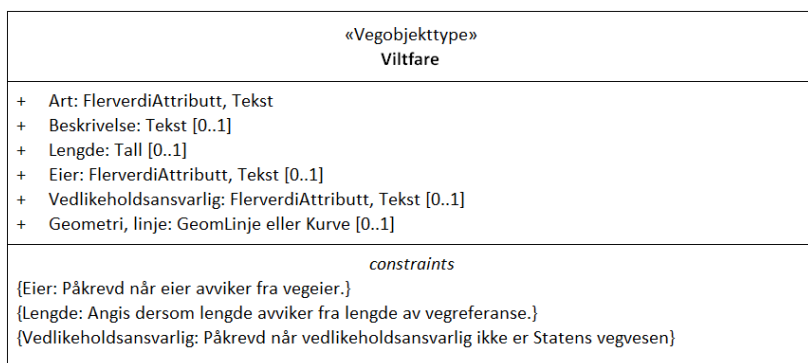 «Vegobjekttype»
Viltfare
+ Art: FlerverdiAttributt, Tekst
+ Beskrivelse: Tekst [0..1]
+ Lengde: Tall [0..1]
+ Eier: FlerverdiAttributt, Tekst [0..1]
+ Vedlikeholdsansvarlig: FlerverdiAttributt, Tekst [0..1]
+ Geometri, linje: GeomLinje eller Kurve [0..1]
constraints
{Eier: Påkrevd når eier avviker fra vegeier.}
{Lengde: Angis dersom lengde avviker fra lengde av vegreferanse.}
{Vedlikeholdsansvarlig: Påkrevd når vedlikeholdsansvarlig ikke er Statens vegvesen}